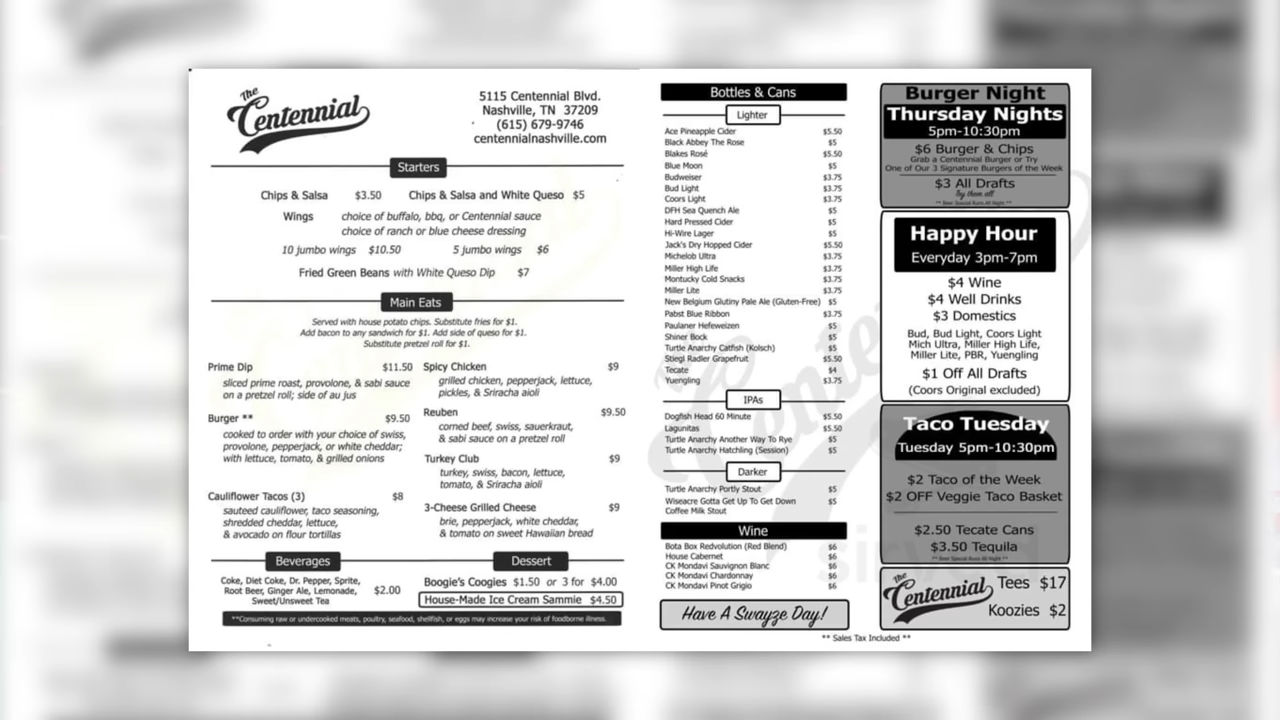 The
Centennial
5115 Centennial Blvd.
Nashville, TN 37209
(615) 679-9746
centennialnashville.com
Starters
Chips & Salsa $3.50 Chips & Salsa and White Queso $5
Wings choice of buffalo, bbq, or Centennial sauce
choice of ranch or blue cheese dressing
10 jumbo wings $10.50 5 jumbo wings $6
Fried Green Beans with White Queso Dip $7
Main Eats
Served with house potato chips. Substitute fries for $1.
Add bacon to any sandwich for $1. Add side of queso for $1.
Substitute pretzel roll for $1.
Prime Dip $11.50
sliced prime roast, provolone, & sabi sauce
on a pretzel roll; side of au jus
Burger ** $9.50
cooked to order with your choice of swiss,
provolone, pepperjack, or white cheddar;
with lettuce, tomato, & grilled onions
Cauliflower Tacos (3) $8
sauteed cauliflower, taco seasoning,
shredded cheddar, lettuce,
& avocado on flour tortillas
Spicy Chicken $9
grilled chicken, pepperjack, lettuce,
pickles, & Sriracha aioli
Reuben $9.50
corned beef, swiss, sauerkraut,
& sabi sauce on a pretzel roll
Turkey Club $9
turkey, swiss, bacon, lettuce,
tomato, & Sriracha aioli
3-Cheese Grilled Cheese $9
brie, pepperjack, white cheddar,
& tomato on sweet Hawaiian bread
Beverages
Coke, Diet Coke, Dr. Pepper, Sprite,
Root Beer, Ginger Ale, Lemonade,
Sweet/Unsweet Tea
$2.00
Dessert
Boogie's Coogies $1.50 or 3 for $4.00
House-Made Ice Cream Sammie $4.50
**Consuming raw or undercooked meats, poultry, seafood, shellfish, or eggs may increase your risk of foodborne illness.
Bottles & Cans
Lighter
Ace Pineapple Cider $5.50
Black Abbey The Rose $5
Blakes Rosé $5.50
Blue Moon $5
Budweiser $3.75
Bud Light $3.75
Coors Light $3.75
DFH Sea Quench Ale $5
Hard Pressed Cider $5
Hi-Wire Lager $5
Jack's Dry Hopped Cider $5.50
Michelob Ultra $3.75
Miller High Life $3.75
Montucky Cold Snacks $3.75
Miller Lite $3.75
New Belgium Glutiny Pale Ale (Gluten-Free) $5
Pabst Blue Ribbon $3.75
Paulaner Hefeweizen $5
Shiner Bock $5
Turtle Anarchy Catfish (Kolsch) $5
Stiegl Radler Grapefruit $5.50
Tecate $4
Yuengling $3.75
IPAs
Dogfish Head 60 Minute $5.50
Lagunitas $5.50
Turtle Anarchy Another Way To Rye $5
Turtle Anarchy Hatchling (Session) $5
Darker
Turtle Anarchy Portly Stout $5
Wiseacre Gotta Get Up To Get Down $5
Coffee Milk Stout
Wine
Bota Box Redvolution (Red Blend) $6
House Cabernet $6
CK Mondavi Sauvignon Blanc $6
CK Mondavi Chardonnay $6
CK Mondavi Pinot Grigio $6
Have A Swayze Day!
** Sales Tax Included **
Burger Night
Thursday Nights
5pm-10:30pm
$6 Burger & Chips
Grab a Centennial Burger or Try
One of Our 3 Signature Burgers of the Week
$3 All Drafts
Try them all
** Beer Special Runs All Night **
Happy Hour
Everyday 3pm-7pm
$4 Wine
$4 Well Drinks
$3 Domestics
Bud, Bud Light, Coors Light
Mich Ultra, Miller High Life,
Miller Lite, PBR, Yuengling
$1 Off All Drafts
(Coors Original excluded)
Taco Tuesday
Tuesday 5pm-10:30pm
$2 Taco of the Week
$2 OFF Veggie Taco Basket
$2.50 Tecate Cans
$3.50 Tequila
** Beer Special Runs All Night **
The
Centennial
Tees $17
Koozies $2